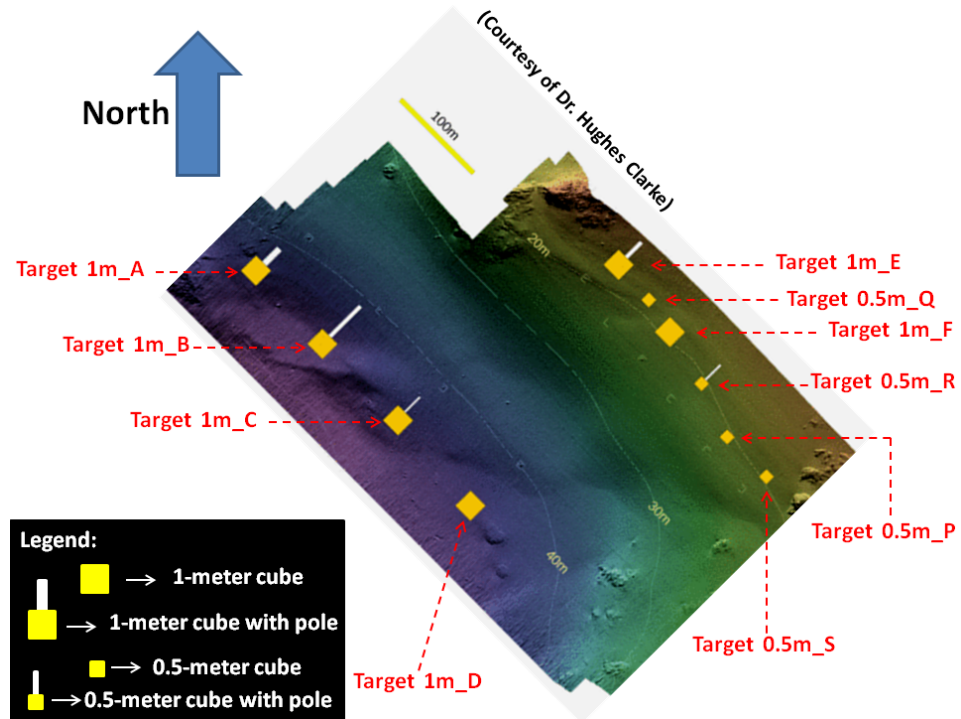 (Courtesy of Dr. Hughes Clarke)
North
100m
20m
Target 1m_A
Target 1m_E
Target 0.5m_Q
Target 1m_B
Target 1m_F
Target 0.5m_R
Target 1m_C
30m
40m
Target 0.5m_P
Target 0.5m_S
Target 1m_D
Legend:
1-meter cube
1-meter cube with pole
0.5-meter cube
0.5-meter cube with pole